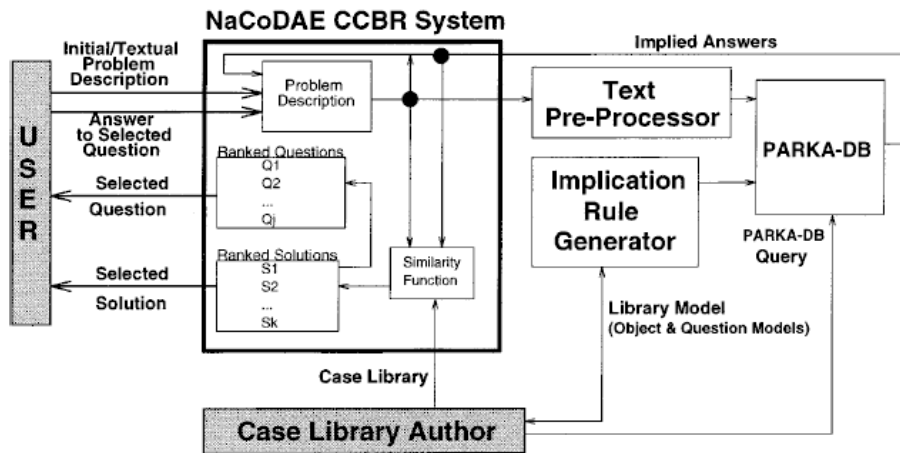 NaCoDAE CCBR System
Initial/Textual
Problem
Description
Answer
to Selected
Question
Selected
Question
Selected
Solution
USER
Problem
Description
Ranked Questions
Q1
Q2
...
Qj
Ranked Solutions
S1
S2
...
Sk
Similarity
Function
Implied Answers
Text
Pre-Processor
PARKA-DB
Implication
Rule
Generator
PARKA-DB
Query
Library Model
(Object & Question Models)
Case Library
Case Library Author